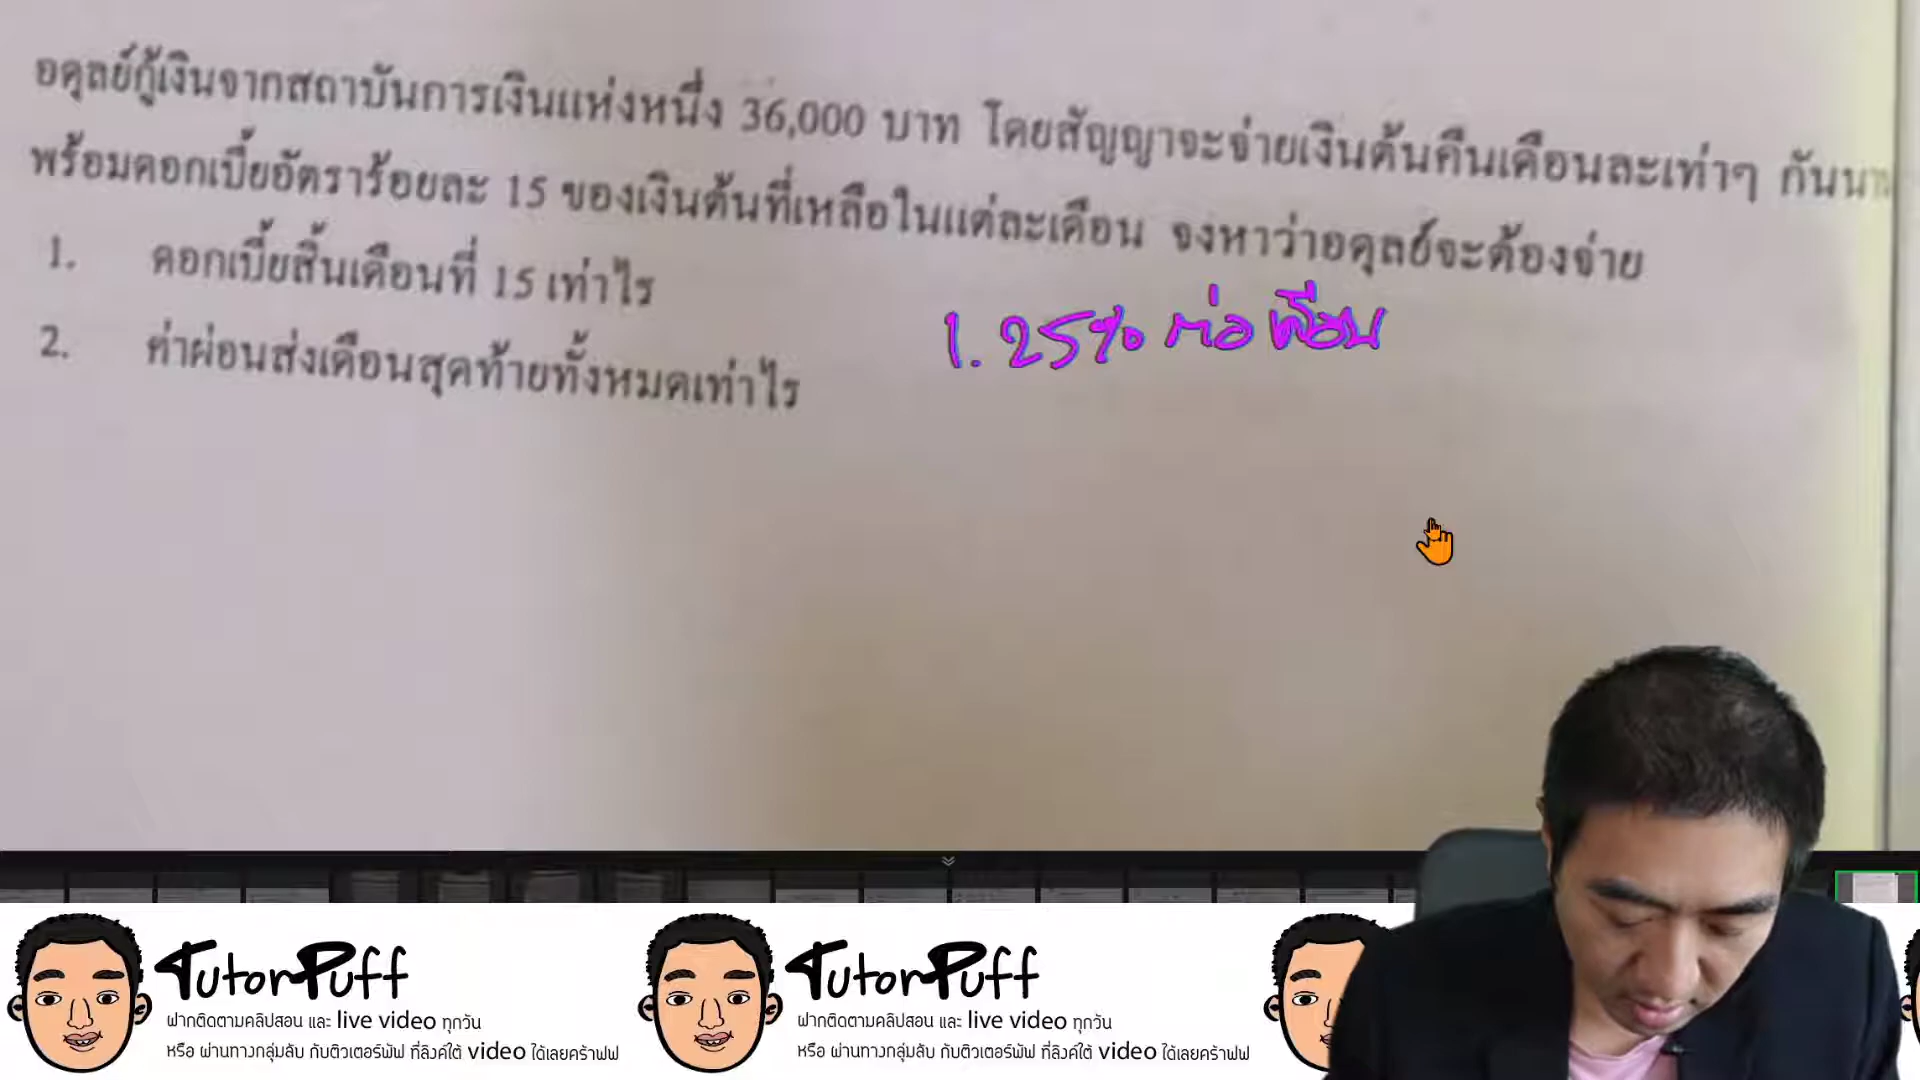 อดุลย์กู้เงินจากสถาบันการเงินแห่งหนึ่ง 36,000 บาท โดยสัญญาจะจ่ายเงินต้นคืนเดือนละเท่าๆ กัน
พร้อมดอกเบี้ยอัตราร้อยละ 15 ของเงินต้นที่เหลือในแต่ละเดือน จงหาว่าอดุลย์จะต้องจ่าย
1. ดอกเบี้ยสิ้นเดือนที่ 15 เท่าไร
2. ค่าผ่อนส่งเดือนสุดท้ายทั้งหมดเท่าไร
1.25% ต่อเดือน
TutorPuff
ฝากติดตามคลิปสอน และ live video ทุกวัน
หรือ ผ่านทางกลุ่มลับ กับติวเตอร์พัฟ ที่ลิงค์ใต้ video ได้เลยคร้าฟฟ
TutorPuff
ฝากติดตามคลิปสอน และ live video ทุกวัน
หรือ ผ่านทางกลุ่มลับ กับติวเตอร์พัฟ ที่ลิงค์ใต้ video ได้เลยคร้าฟฟ